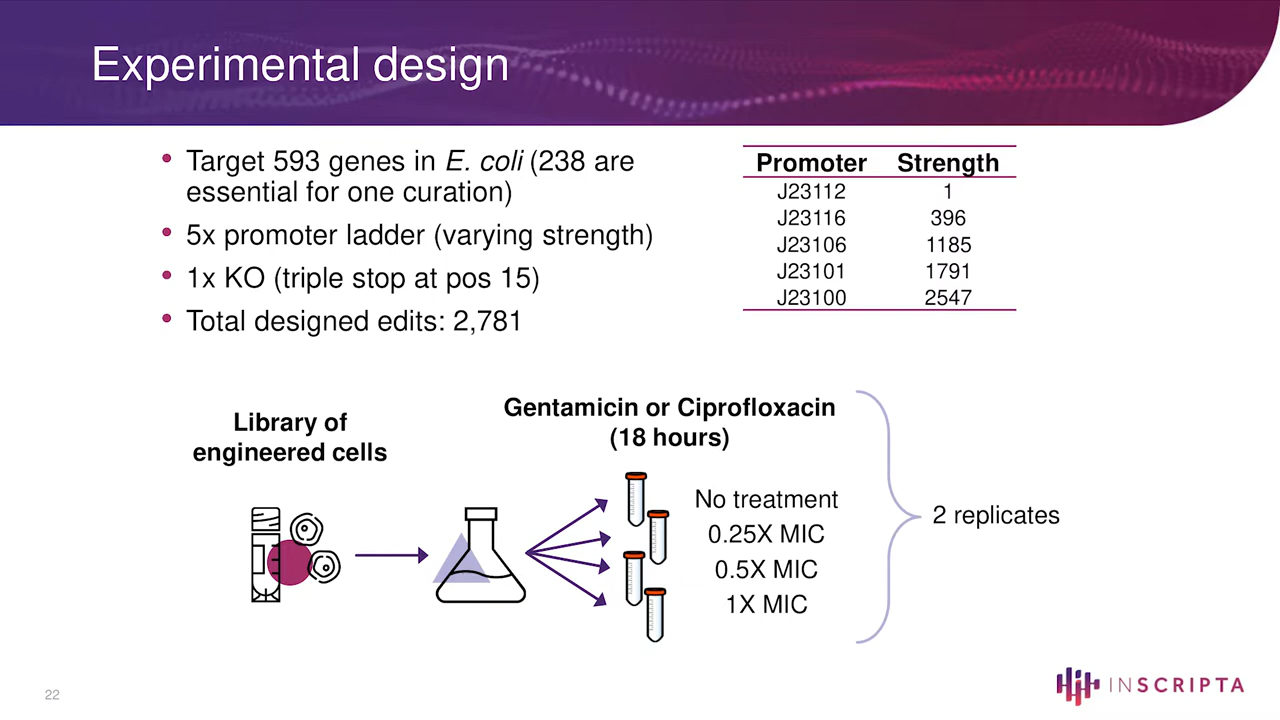 Experimental design
• Target 593 genes in E. coli (238 are
essential for one curation)
• 5x promoter ladder (varying strength)
• 1x KO (triple stop at pos 15)
• Total designed edits: 2,781
Promoter Strength
J23112 1
J23116 396
J23106 1185
J23101 1791
J23100 2547
Library of
engineered cells
Gentamicin or Ciprofloxacin
(18 hours)
No treatment
0.25X MIC
0.5X MIC
1X MIC
2 replicates
22
INSCRIPTA